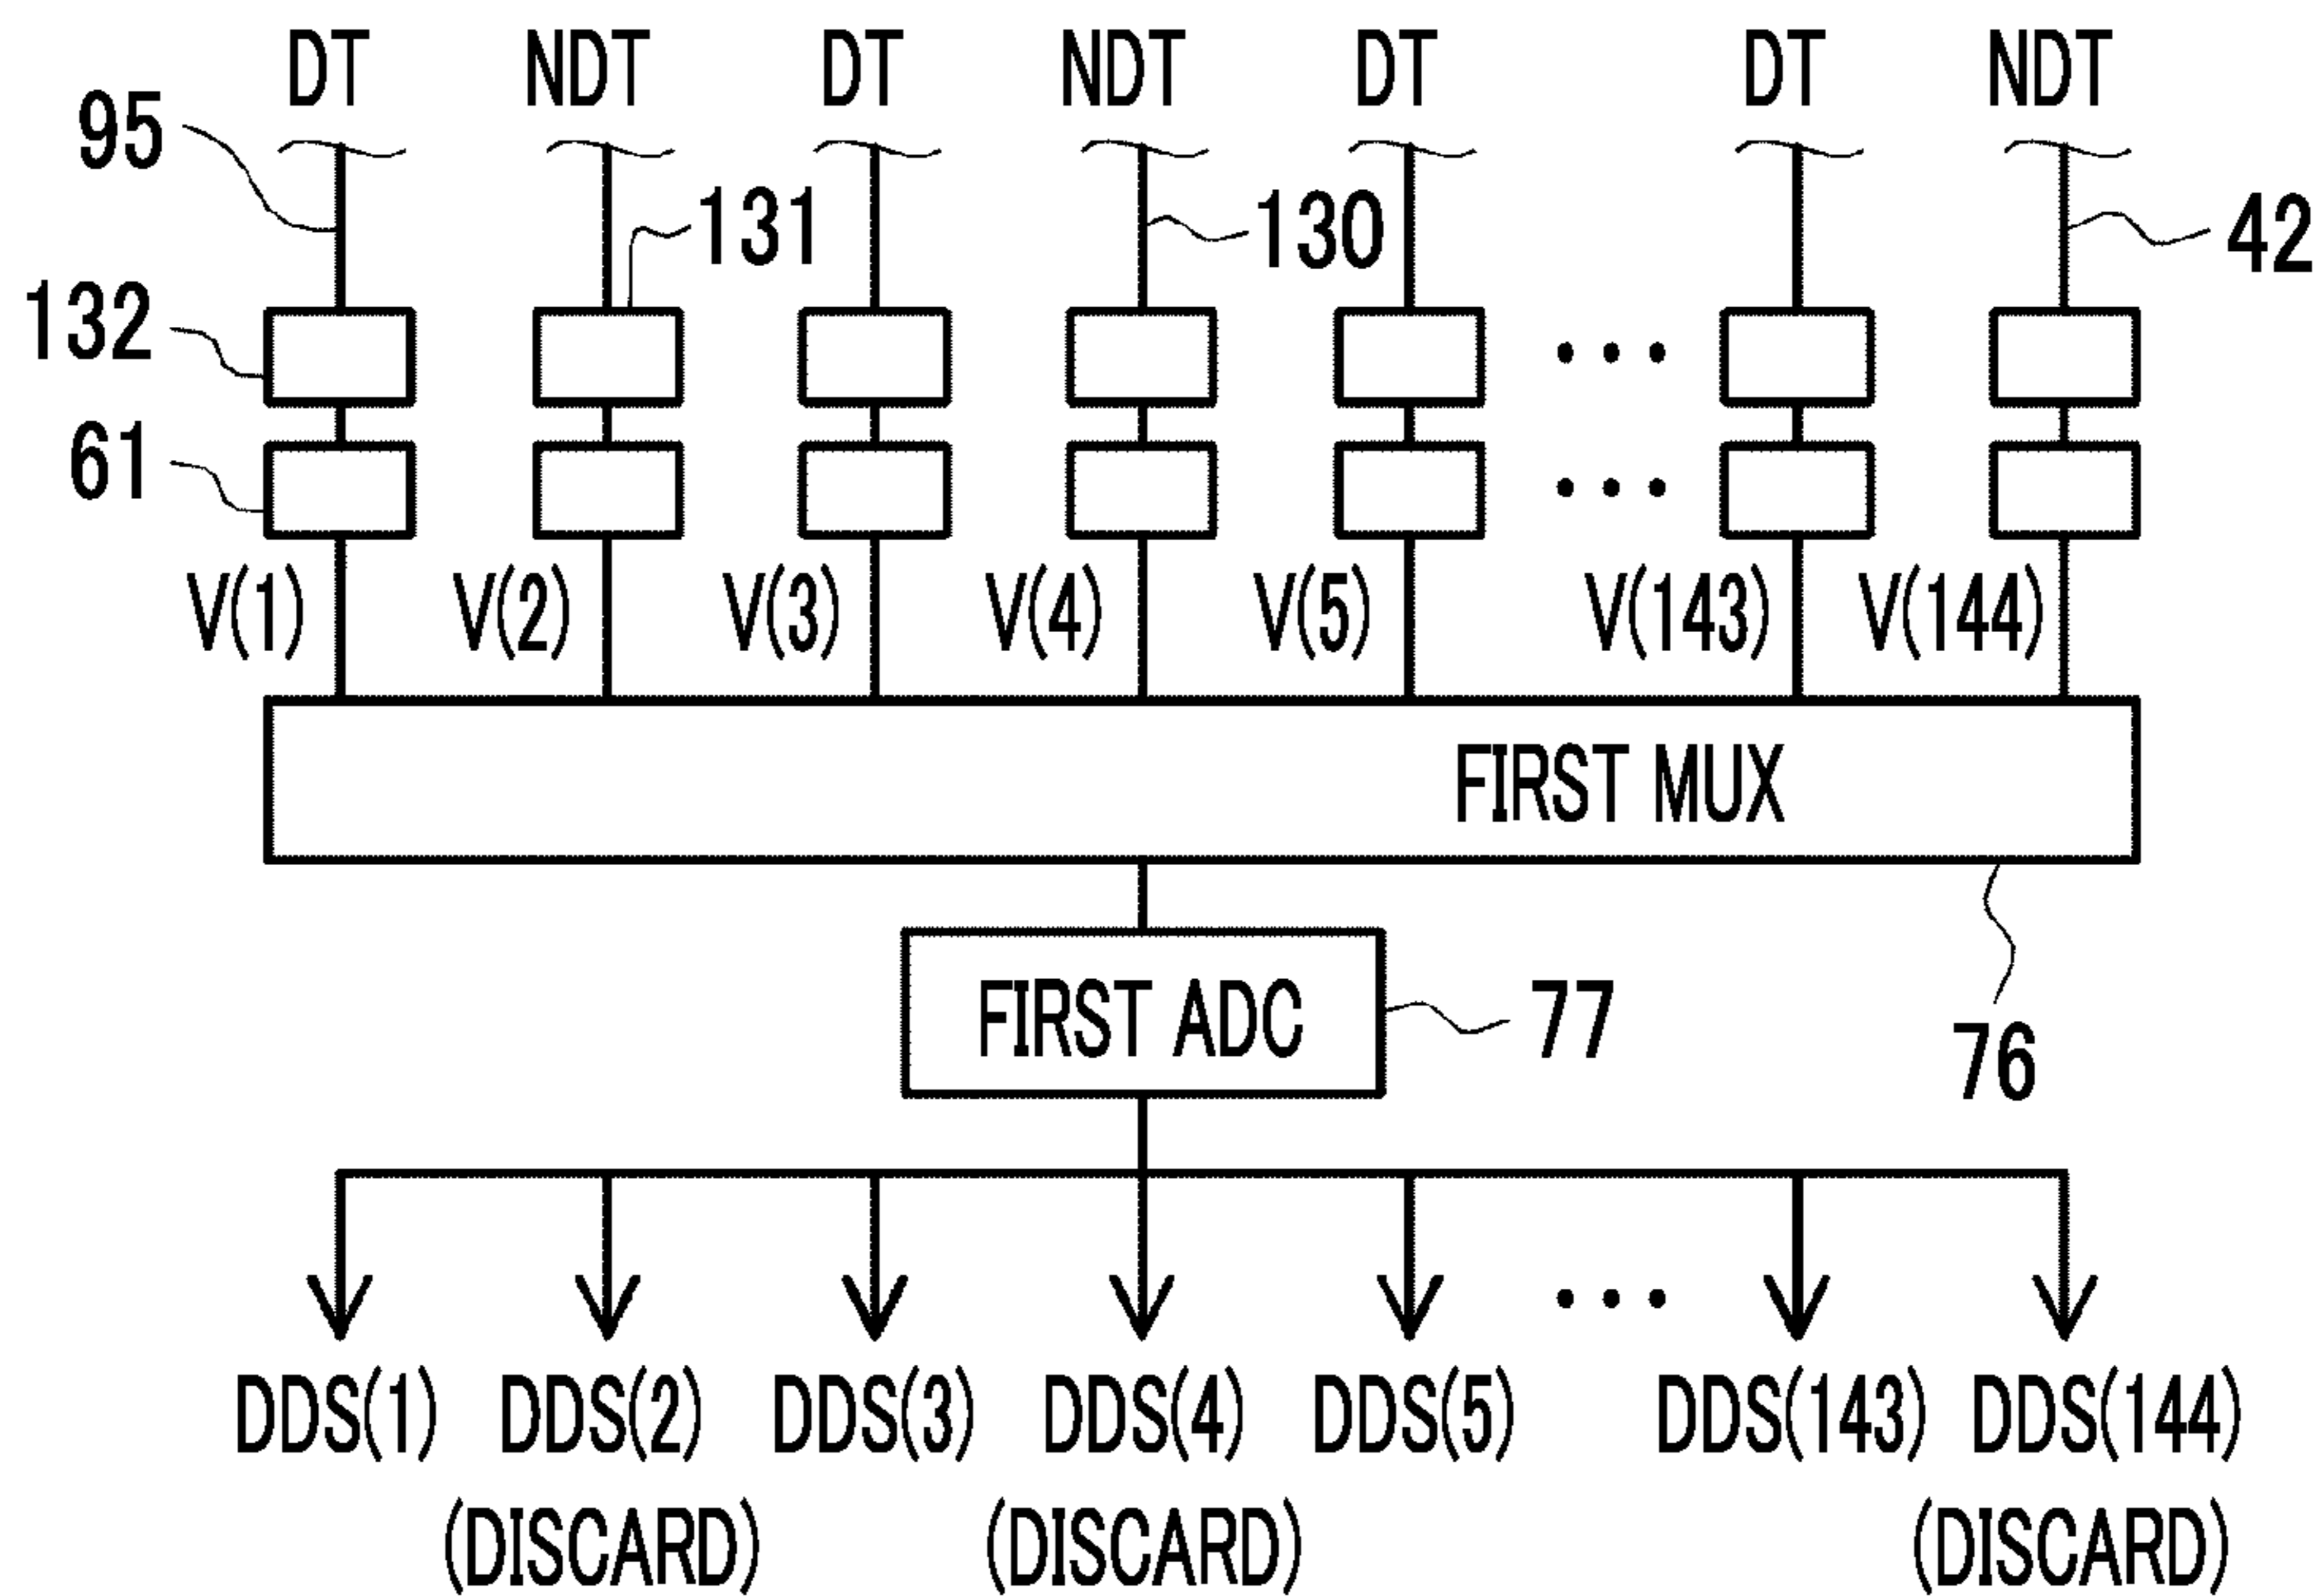 DT NDT DT NDT DT DT NDT
95
131 130 42
132
61
V(1) V(2) V(3) V(4) V(5) V(143) V(144)
FIRST MUX
FIRST ADC 77
76
DDS(1) DDS(2) DDS(3) DDS(4) DDS(5) DDS(143) DDS(144)
(DISCARD) (DISCARD) (DISCARD)